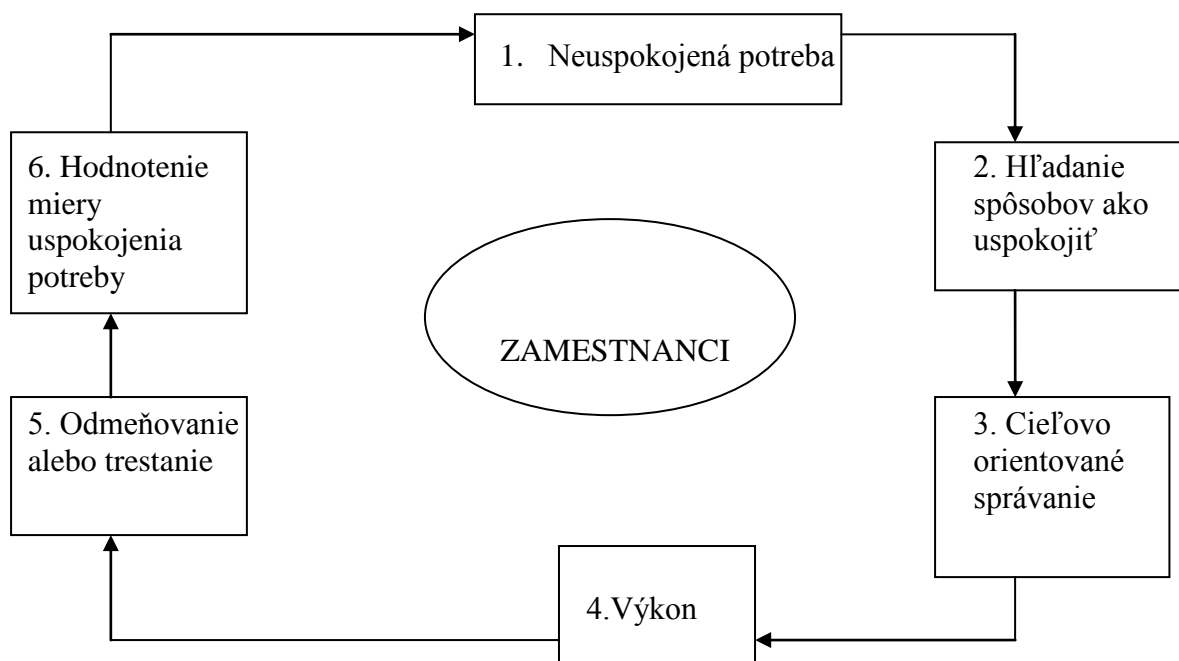 1. Neuspokojená potreba
2. Hľadanie
spôsobov ako
uspokojiť
3. Cieľovo
orientované
správanie
4.Výkon
5. Odmeňovanie
alebo trestanie
6. Hodnotenie
miery
uspokojenia
potreby
ZAMESTNANCI